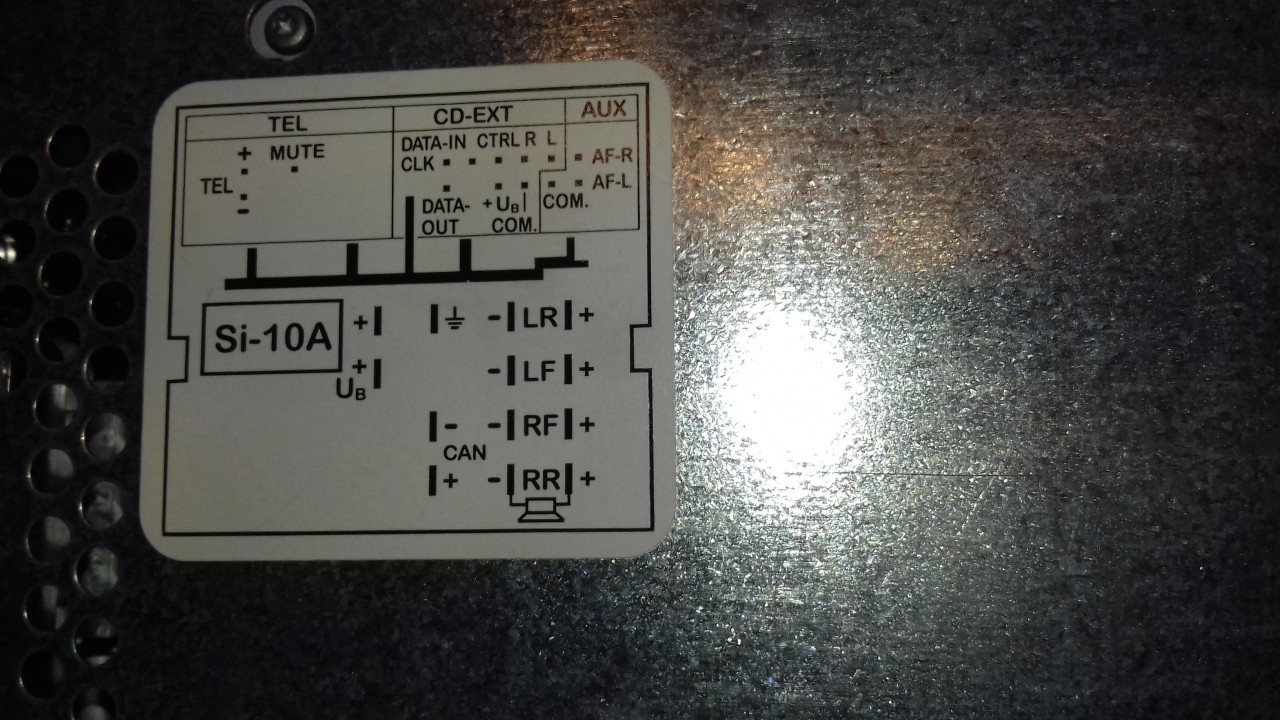 TEL CD-EXT AUX
+ MUTE DATA-IN CTRL R L
CLK AF-R
TEL AF-L
- DATA- +UB COM.
OUT COM.
Si-10A + - LR +
+ - LF +
UB
- - RF +
CAN
+ - RR +